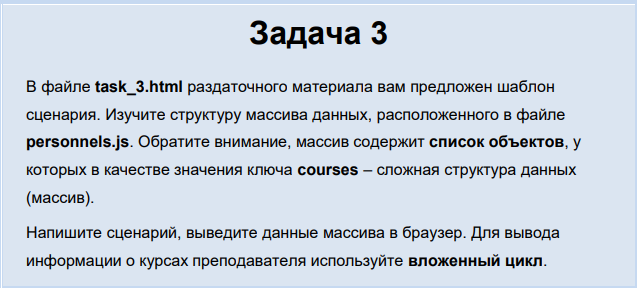 Задача 3
В файле task_3.html раздаточного материала вам предложен шаблон
сценария. Изучите структуру массива данных, расположенного в файле
personnels.js. Обратите внимание, массив содержит список объектов, у
которых в качестве значения ключа courses – сложная структура данных
(массив).
Напишите сценарий, выведите данные массива в браузер. Для вывода
информации о курсах преподавателя используйте вложенный цикл.